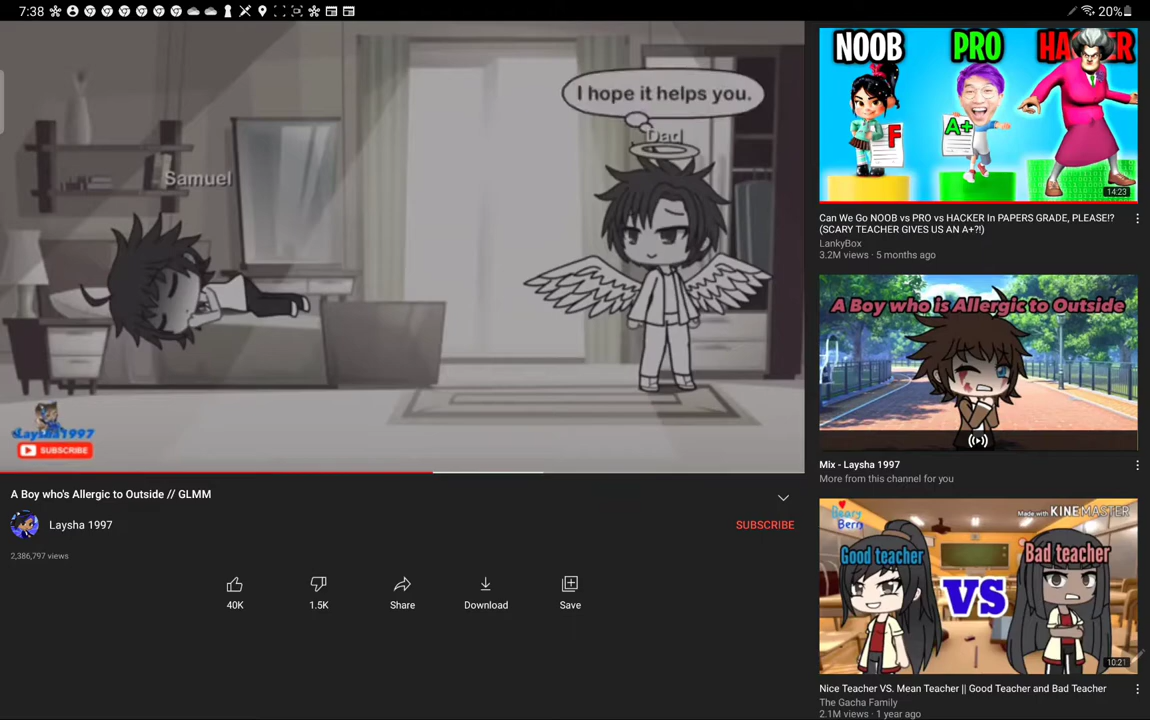 7:38
20%
I hope it helps you.
Dad
Samuel
Laysha1997
SUBSCRIBE
A Boy who's Allergic to Outside // GLMM
Laysha 1997
SUBSCRIBE
2,386,797 views
40K
1.5K
Share
Download
Save
NOOB
PRO
HACKER
F
A+
14:23
Can We Go NOOB vs PRO vs HACKER In PAPERS GRADE, PLEASE!?
(SCARY TEACHER GIVES US AN A+?!)
LankyBox
3.2M views · 5 months ago
A Boy who is Allergic to Outside
Mix - Laysha 1997
More from this channel for you
Beary
Berri
Made with KINEMASTER
Good teacher
Bad teacher
VS
10:21
Nice Teacher VS. Mean Teacher || Good Teacher and Bad Teacher
The Gacha Family
2.1M views · 1 year ago